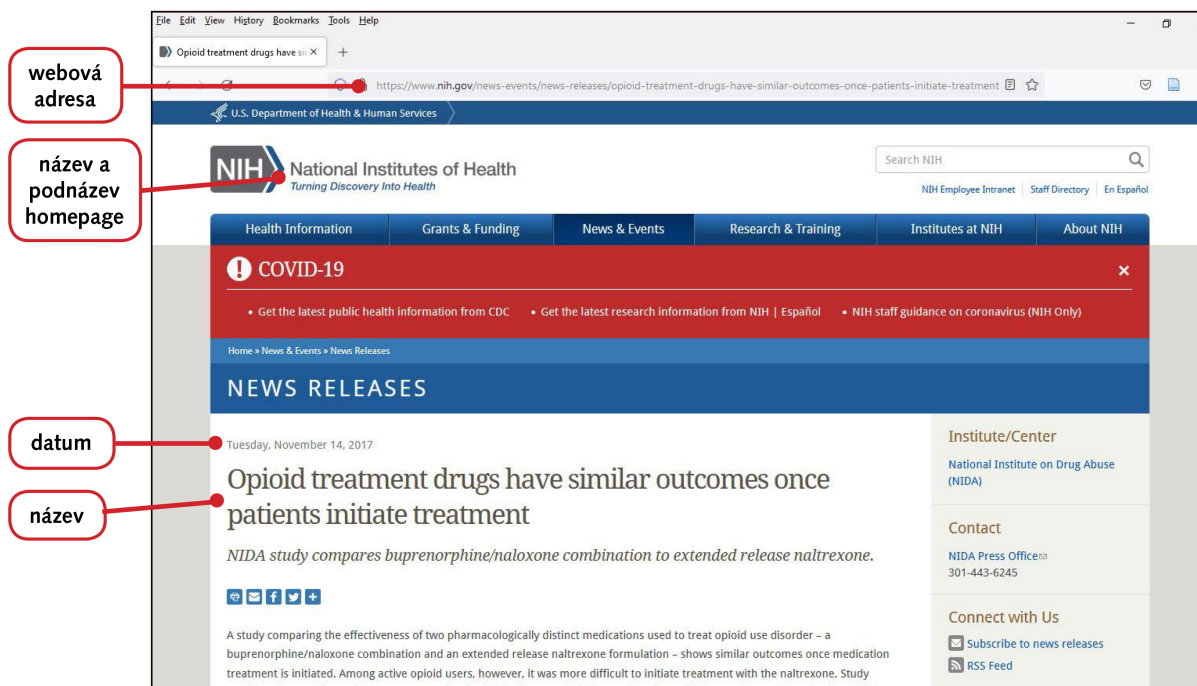 File Edit View History Bookmarks Tools Help
Opioid treatment drugs have sir
webová
adresa
https://www.nih.gov/news-events/news-releases/opioid-treatment-drugs-have-similar-outcomes-once-patients-initiate-treatment
U.S. Department of Health & Human Services
název a
podnázev
homepage
NIH National Institutes of Health
Turning Discovery Into Health
Search NIH
NIH Employee Intranet Staff Directory En Español
Health Information Grants & Funding News & Events Research & Training Institutes at NIH About NIH
COVID-19
• Get the latest public health information from CDC • Get the latest research information from NIH | Español • NIH staff guidance on coronavirus (NIH Only)
Home » News & Events » News Releases
NEWS RELEASES
datum
Tuesday, November 14, 2017
název
Opioid treatment drugs have similar outcomes once
patients initiate treatment
NIDA study compares buprenorphine/naloxone combination to extended release naltrexone.
A study comparing the effectiveness of two pharmacologically distinct medications used to treat opioid use disorder – a
buprenorphine/naloxone combination and an extended release naltrexone formulation – shows similar outcomes once medication
treatment is initiated. Among active opioid users, however, it was more difficult to initiate treatment with the naltrexone. Study
Institute/Center
National Institute on Drug Abuse
(NIDA)
Contact
NIDA Press Office
301-443-6245
Connect with Us
Subscribe to news releases
RSS Feed